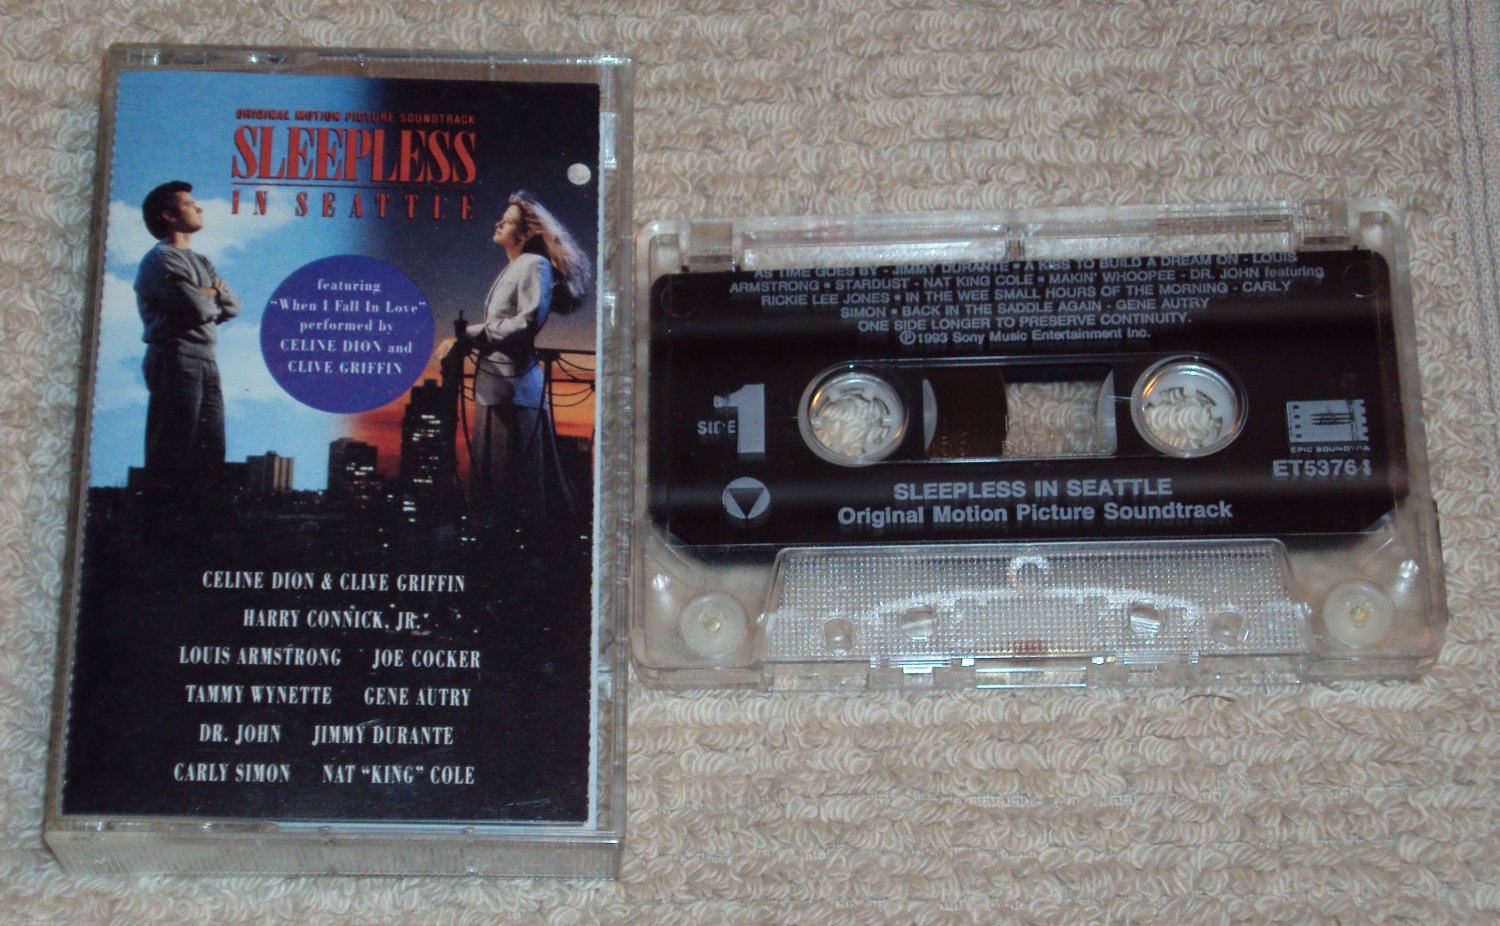 ORIGINAL MOTION PICTURE SOUNDTRACK
SLEEPLESS
IN SEATTLE
featuring
"When I Fall In Love"
performed by
CELINE DION and
CLIVE GRIFFIN
CELINE DION & CLIVE GRIFFIN
HARRY CONNICK, JR.
LOUIS ARMSTRONG JOE COCKER
TAMMY WYNETTE GENE AUTRY
DR. JOHN JIMMY DURANTE
CARLY SIMON NAT "KING" COLE
AS TIME GOES BY - JIMMY DURANTE • A KISS TO BUILD A DREAM ON - LOUIS
ARMSTRONG • STARDUST - NAT KING COLE • MAKIN' WHOOPEE - DR. JOHN featuring
RICKIE LEE JONES • IN THE WEE SMALL HOURS OF THE MORNING - CARLY
SIMON • BACK IN THE SADDLE AGAIN - GENE AUTRY
ONE SIDE LONGER TO PRESERVE CONTINUITY.
℗1993 Sony Music Entertainment Inc.
SIDE 1
EPIC SOUNDTRAX
ET53764
SLEEPLESS IN SEATTLE
Original Motion Picture Soundtrack